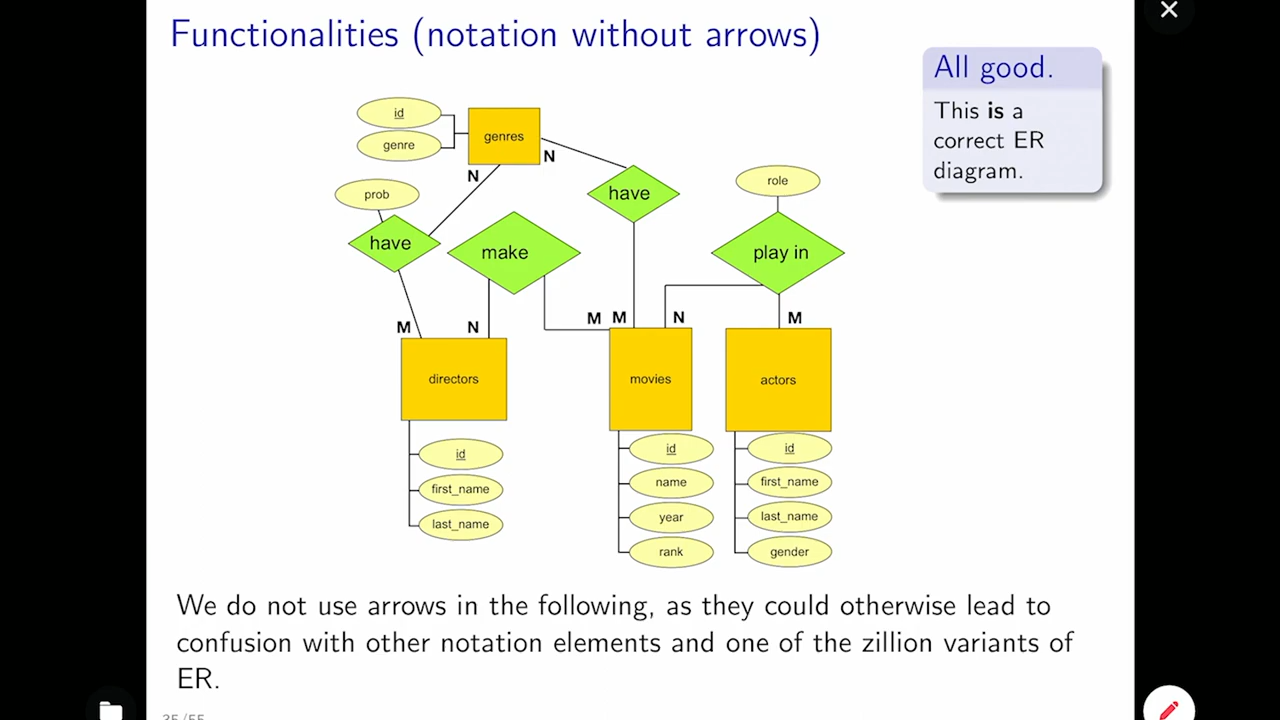 Functionalities (notation without arrows)
All good.
This is a
correct ER
diagram.
id
genre
genres
N
N
prob
have
role
have
make
play in
M
N
M
M
N
M
directors
movies
actors
id
first_name
last_name
id
name
year
rank
id
first_name
last_name
gender
We do not use arrows in the following, as they could otherwise lead to
confusion with other notation elements and one of the zillion variants of
ER.
35/55